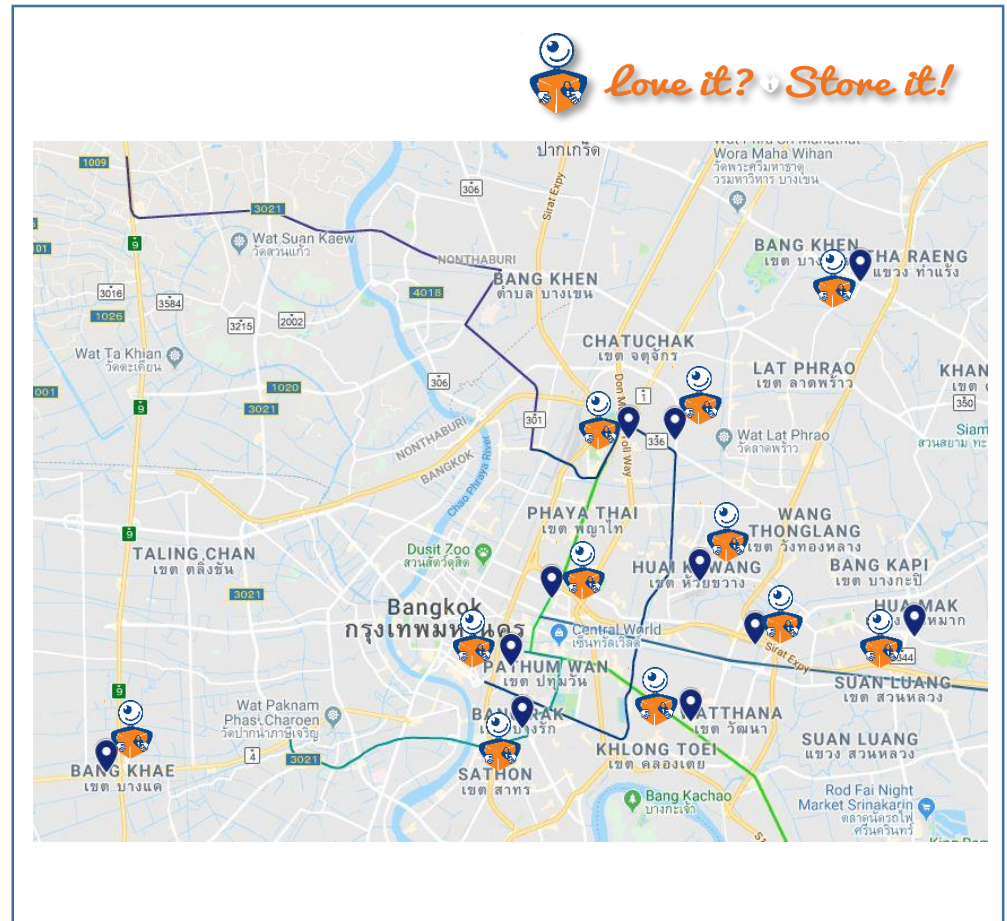 Love it? Store it!
ปากเกร็ด
Wora Maha Wihan
วัดพระศรีมหาธาตุ
วรมหาวิหาร บางเขน
1009
306
Sirat Expy
3021
9
Wat Suan Kaew
วัดสวนแก้ว
NONTHABURI
BANG KHEN
ตำบล บางเขน
BANG KHEN
THA RAENG
แขวง ท่าแร้ง
3016
3584
4018
1026
3215
2002
CHATUCHAK
เขต จตุจักร
Wat Ta Khian
วัดตะเคียน
LAT PHRAO
เขต ลาดพร้าว
306
1020
3021
1
350
9
301
336
NONTHABURI
BANGKOK
Chao Phraya River
Wat Lat Phrao
วัดลาดพร้าว
Siam
PHAYA THAI
เขต พญาไท
WANG
THONGLANG
เขต วังทองหลาง
9
TALING CHAN
เขต ตลิ่งชัน
Dusit Zoo
สวนสัตว์ดุสิต
เขต ห้วยขวาง
BANG KAPI
เขต บางกะปิ
3021
Bangkok
HUA MAK
Central World
เซ็นทรัลเวิลด์
Sirat Expy
PATHUM WAN
เขต ปทุมวัน
SUAN LUANG
เขต สวนหลวง
9
Wat Paknam
Phasi Charoen
วัดปากน้ำภาษีเจริญ
เขต วัฒนา
SUAN LUANG
แขวง สวนหลวง
4
3021
KHLONG TOEI
เขต คลองเตย
BANG KHAE
เขต บางแค
SATHON
เขต สาทร
Bang Kachao
บางกะเจ้า
Rod Fai Night
Market Srinakarin
ตลาดนัดรถไฟ
ศรีนครินทร์